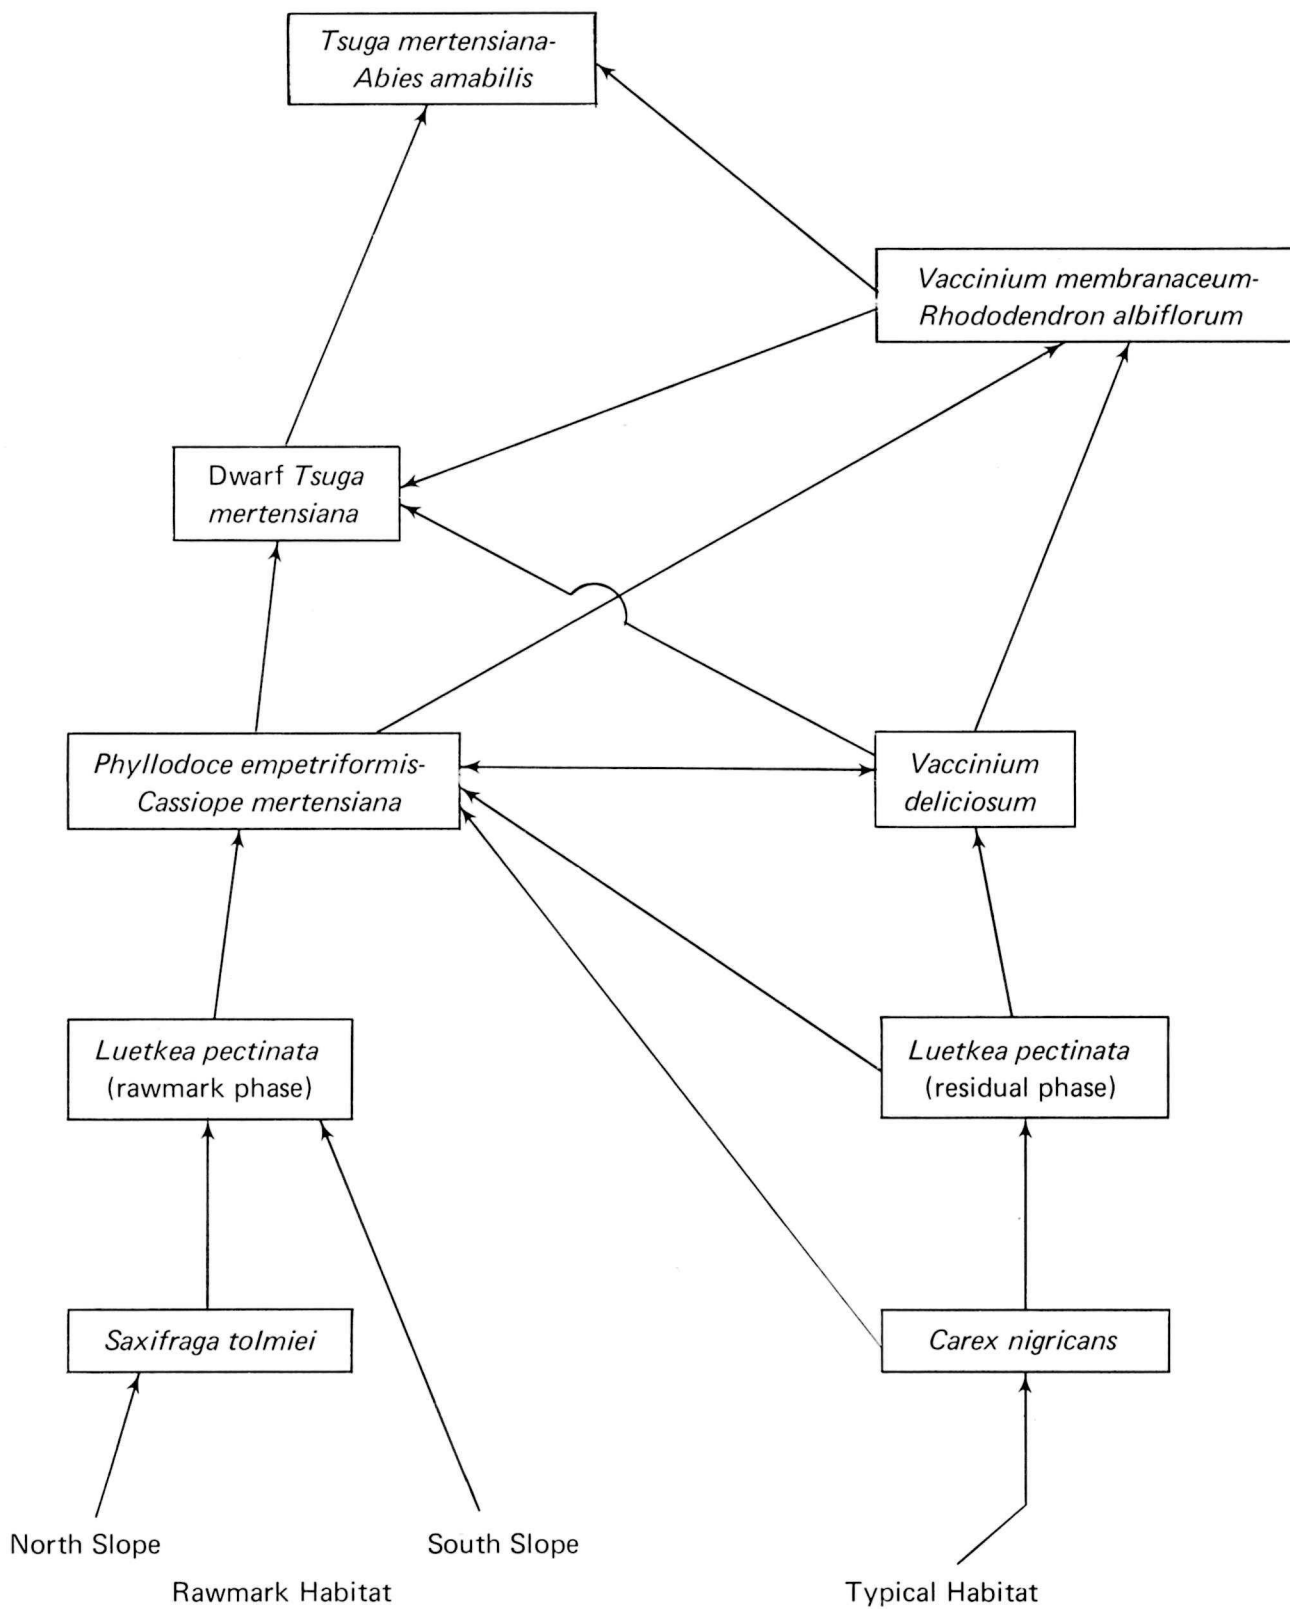 Tsuga mertensiana-
Abies amabilis
Vaccinium membranaceum-
Rhododendron albiflorum
Dwarf Tsuga
mertensiana
Phyllodoce empetriformis-
Cassiope mertensiana
Vaccinium
deliciosum
Luetkea pectinata
(rawmark phase)
Luetkea pectinata
(residual phase)
Saxifraga tolmiei
Carex nigricans
North Slope
South Slope
Rawmark Habitat
Typical Habitat